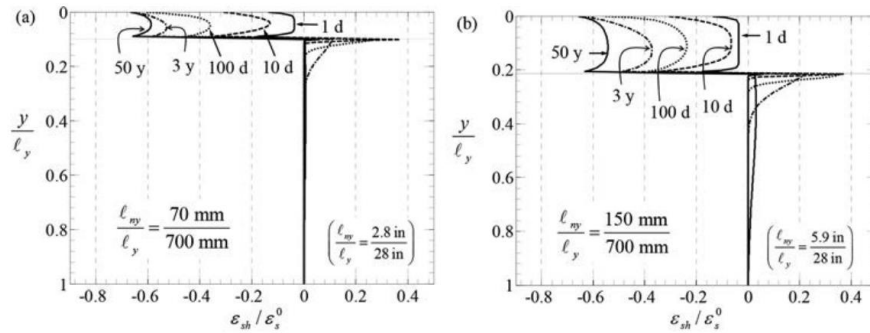 (a)
0
0.2
0.4
0.6
0.8
1
y
ℓy
50 y
3 y
100 d
10 d
1 d
ℓny
ℓy
=
70 mm
700 mm
(ℓny/ℓy = 2.8 in/28 in)
-0.8 -0.6 -0.4 -0.2 0 0.2 0.4
εsh / εs0
(b)
0
0.2
0.4
0.6
0.8
1
y
ℓy
50 y
3 y
100 d
10 d
1 d
ℓny
ℓy
=
150 mm
700 mm
(ℓny/ℓy = 5.9 in/28 in)
-0.8 -0.6 -0.4 -0.2 0 0.2 0.4
εsh / εs0